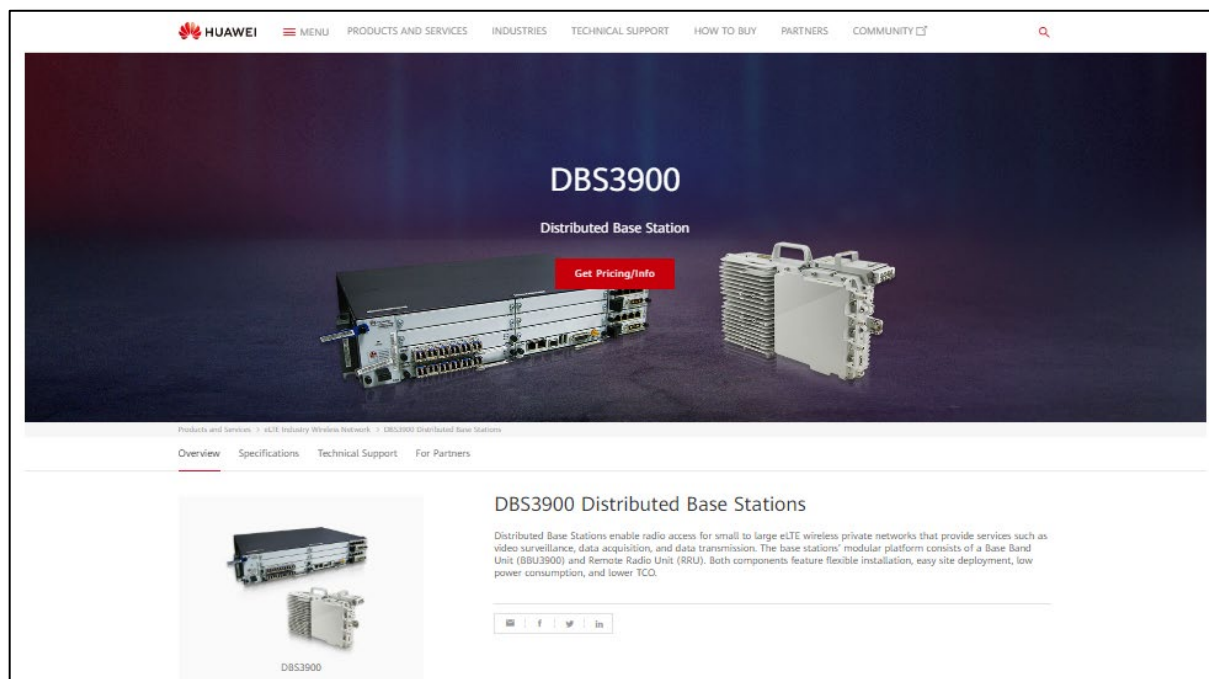 HUAWEI MENU PRODUCTS AND SERVICES INDUSTRIES TECHNICAL SUPPORT HOW TO BUY PARTNERS COMMUNITY
DBS3900
Distributed Base Station
Get Pricing/Info
Products and Services > eLTE Industry Wireless Network > DBS3900 Distributed Base Stations
Overview Specifications Technical Support For Partners
DBS3900
DBS3900 Distributed Base Stations
Distributed Base Stations enable radio access for small to large eLTE wireless private networks that provide services such as
video surveillance, data acquisition, and data transmission. The base stations' modular platform consists of a Base Band
Unit (BBU3900) and Remote Radio Unit (RRU). Both components feature flexible installation, easy site deployment, low
power consumption, and lower TCO.